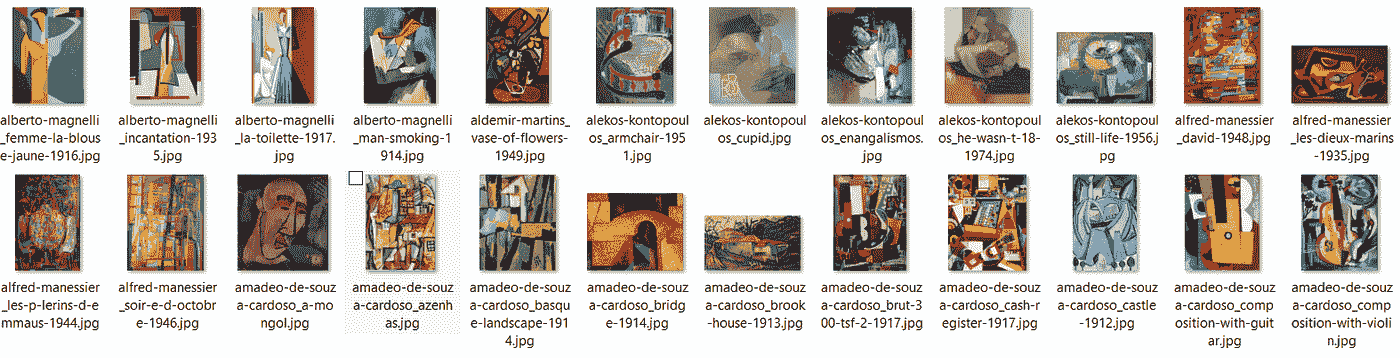 alberto-magnelli
_femme-la-blous
e-jaune-1916.jpg
alberto-magnelli
_incantation-193
5.jpg
alberto-magnelli
_la-toilette-1917.
jpg
alberto-magnelli
_man-smoking-1
914.jpg
aldemir-martins_
vase-of-flowers-
1949.jpg
alekos-kontopoul
os_armchair-195
1.jpg
alekos-kontopoul
os_cupid.jpg
alekos-kontopoul
os_enangalismos.
jpg
alekos-kontopoul
os_he-wasn-t-18-
1974.jpg
alekos-kontopoul
os_still-life-1956.j
pg
alfred-manessier
_david-1948.jpg
alfred-manessier
_les-dieux-marins
-1935.jpg
alfred-manessier
_les-p-lerins-d-e
mmaus-1944.jpg
alfred-manessier
_soir-e-d-octobr
e-1946.jpg
amadeo-de-souz
a-cardoso_a-mo
ngol.jpg
amadeo-de-souz
a-cardoso_azenh
as.jpg
amadeo-de-souz
a-cardoso_basqu
e-landscape-191
4.jpg
amadeo-de-souz
a-cardoso_bridg
e-1914.jpg
amadeo-de-souz
a-cardoso_brook
-house-1913.jpg
amadeo-de-souz
a-cardoso_brut-3
00-tsf-2-1917.jpg
amadeo-de-souz
a-cardoso_cash-r
egister-1917.jpg
amadeo-de-souz
a-cardoso_castle
-1912.jpg
amadeo-de-souz
a-cardoso_comp
osition-with-guit
ar.jpg
amadeo-de-souz
a-cardoso_comp
osition-with-violi
n.jpg